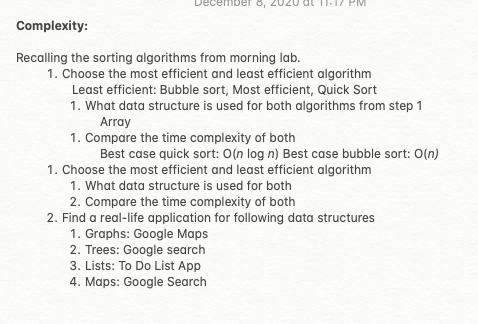 December 8, 2020 at 11:17 PM
Complexity:
Recalling the sorting algorithms from morning lab.
1. Choose the most efficient and least efficient algorithm
Least efficient: Bubble sort, Most efficient, Quick Sort
1. What data structure is used for both algorithms from step 1
Array
1. Compare the time complexity of both
Best case quick sort: O(n log n) Best case bubble sort: O(n)
1. Choose the most efficient and least efficient algorithm
1. What data structure is used for both
2. Compare the time complexity of both
2. Find a real-life application for following data structures
1. Graphs: Google Maps
2. Trees: Google search
3. Lists: To Do List App
4. Maps: Google Search